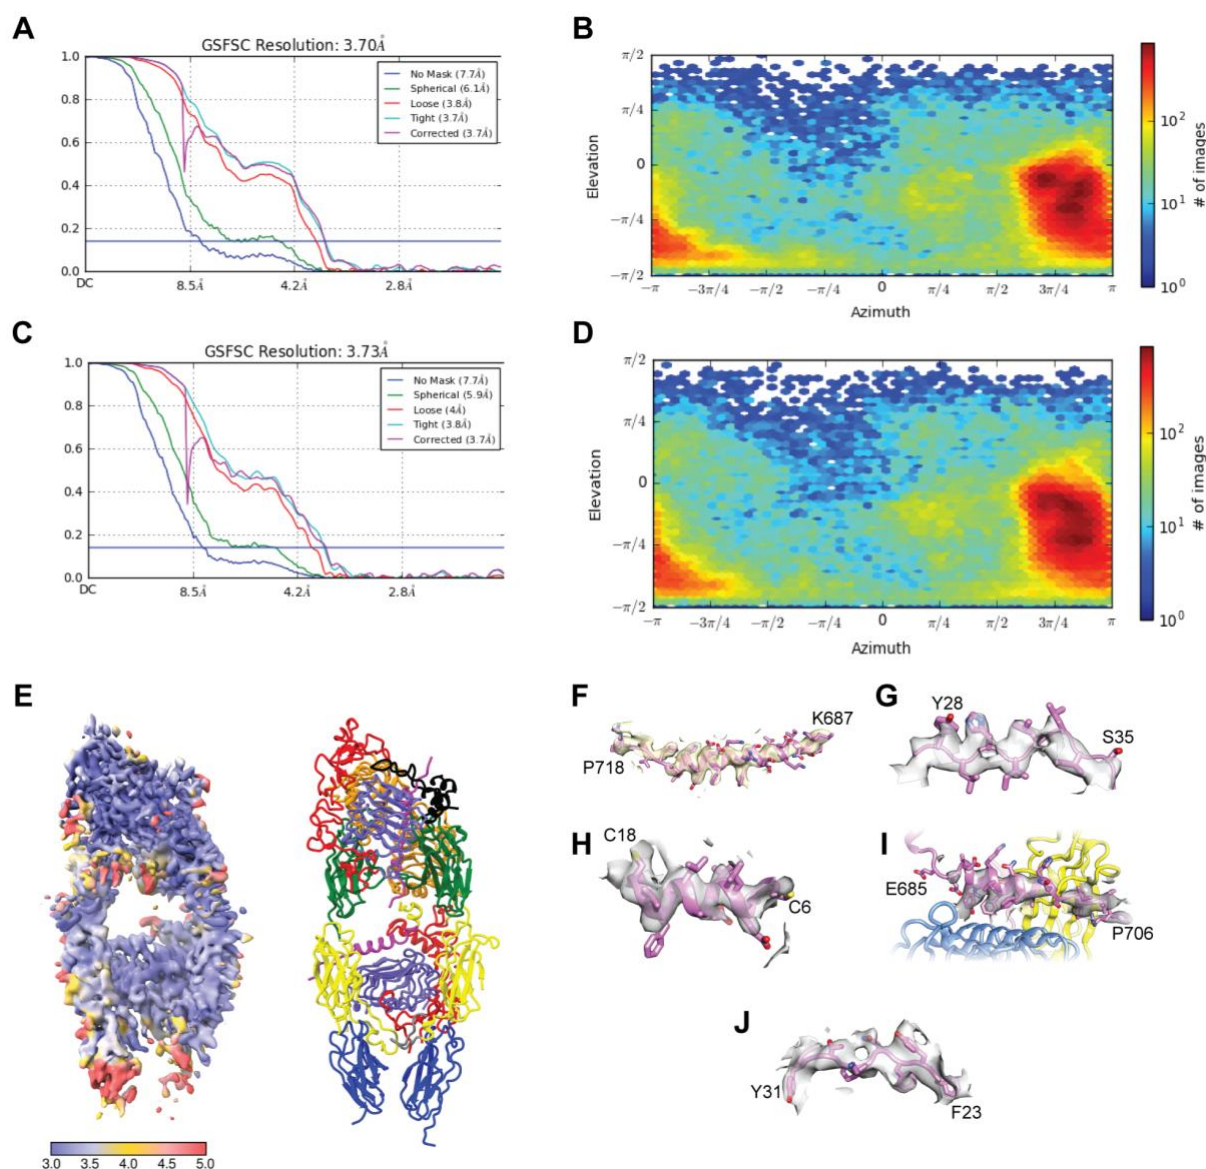 A
GSFSC Resolution: 3.70Å
1.0
0.8
0.6
0.4
0.2
0.0
DC
8.5Å
4.2Å
2.8Å
No Mask (7.7Å)
Spherical (6.1Å)
Loose (3.8Å)
Tight (3.7Å)
Corrected (3.7Å)
B
π/2
π/4
0
−π/4
−π/2
Elevation
−π
−3π/4
−π/2
−π/4
0
π/4
π/2
3π/4
π
Azimuth
10²
10¹
10⁰
# of images
C
GSFSC Resolution: 3.73Å
1.0
0.8
0.6
0.4
0.2
0.0
DC
8.5Å
4.2Å
2.8Å
No Mask (7.7Å)
Spherical (5.9Å)
Loose (4Å)
Tight (3.8Å)
Corrected (3.7Å)
D
π/2
π/4
0
−π/4
−π/2
Elevation
−π
−3π/4
−π/2
−π/4
0
π/4
π/2
3π/4
π
Azimuth
10²
10¹
10⁰
# of images
E
3.0
3.5
4.0
4.5
5.0
F
K687
P718
G
Y28
S35
H
C18
C6
I
E685
P706
J
Y31
F23